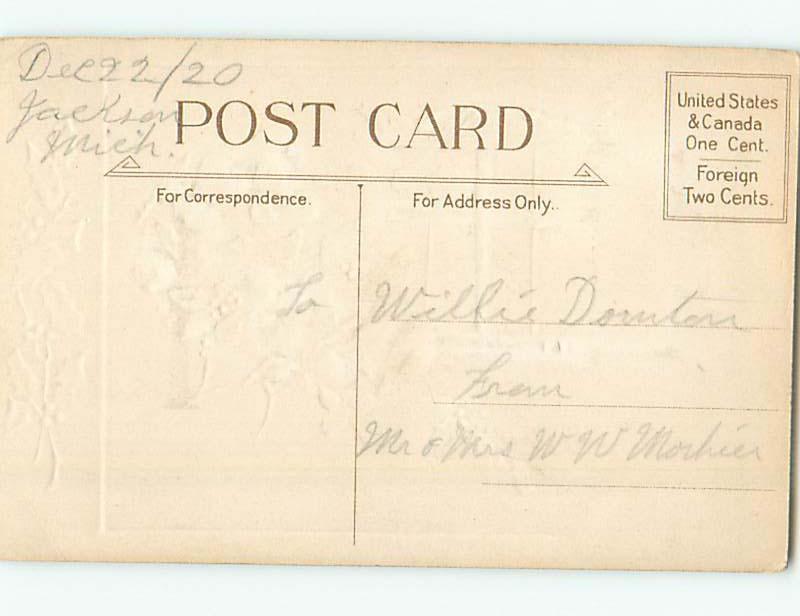 Dec 22/20
Jackson
Mich.
POST CARD
United States
& Canada
One Cent.
Foreign
Two Cents.
For Correspondence.
For Address Only.
To Willie Dornton
From
Mr & Mrs W W Moshier